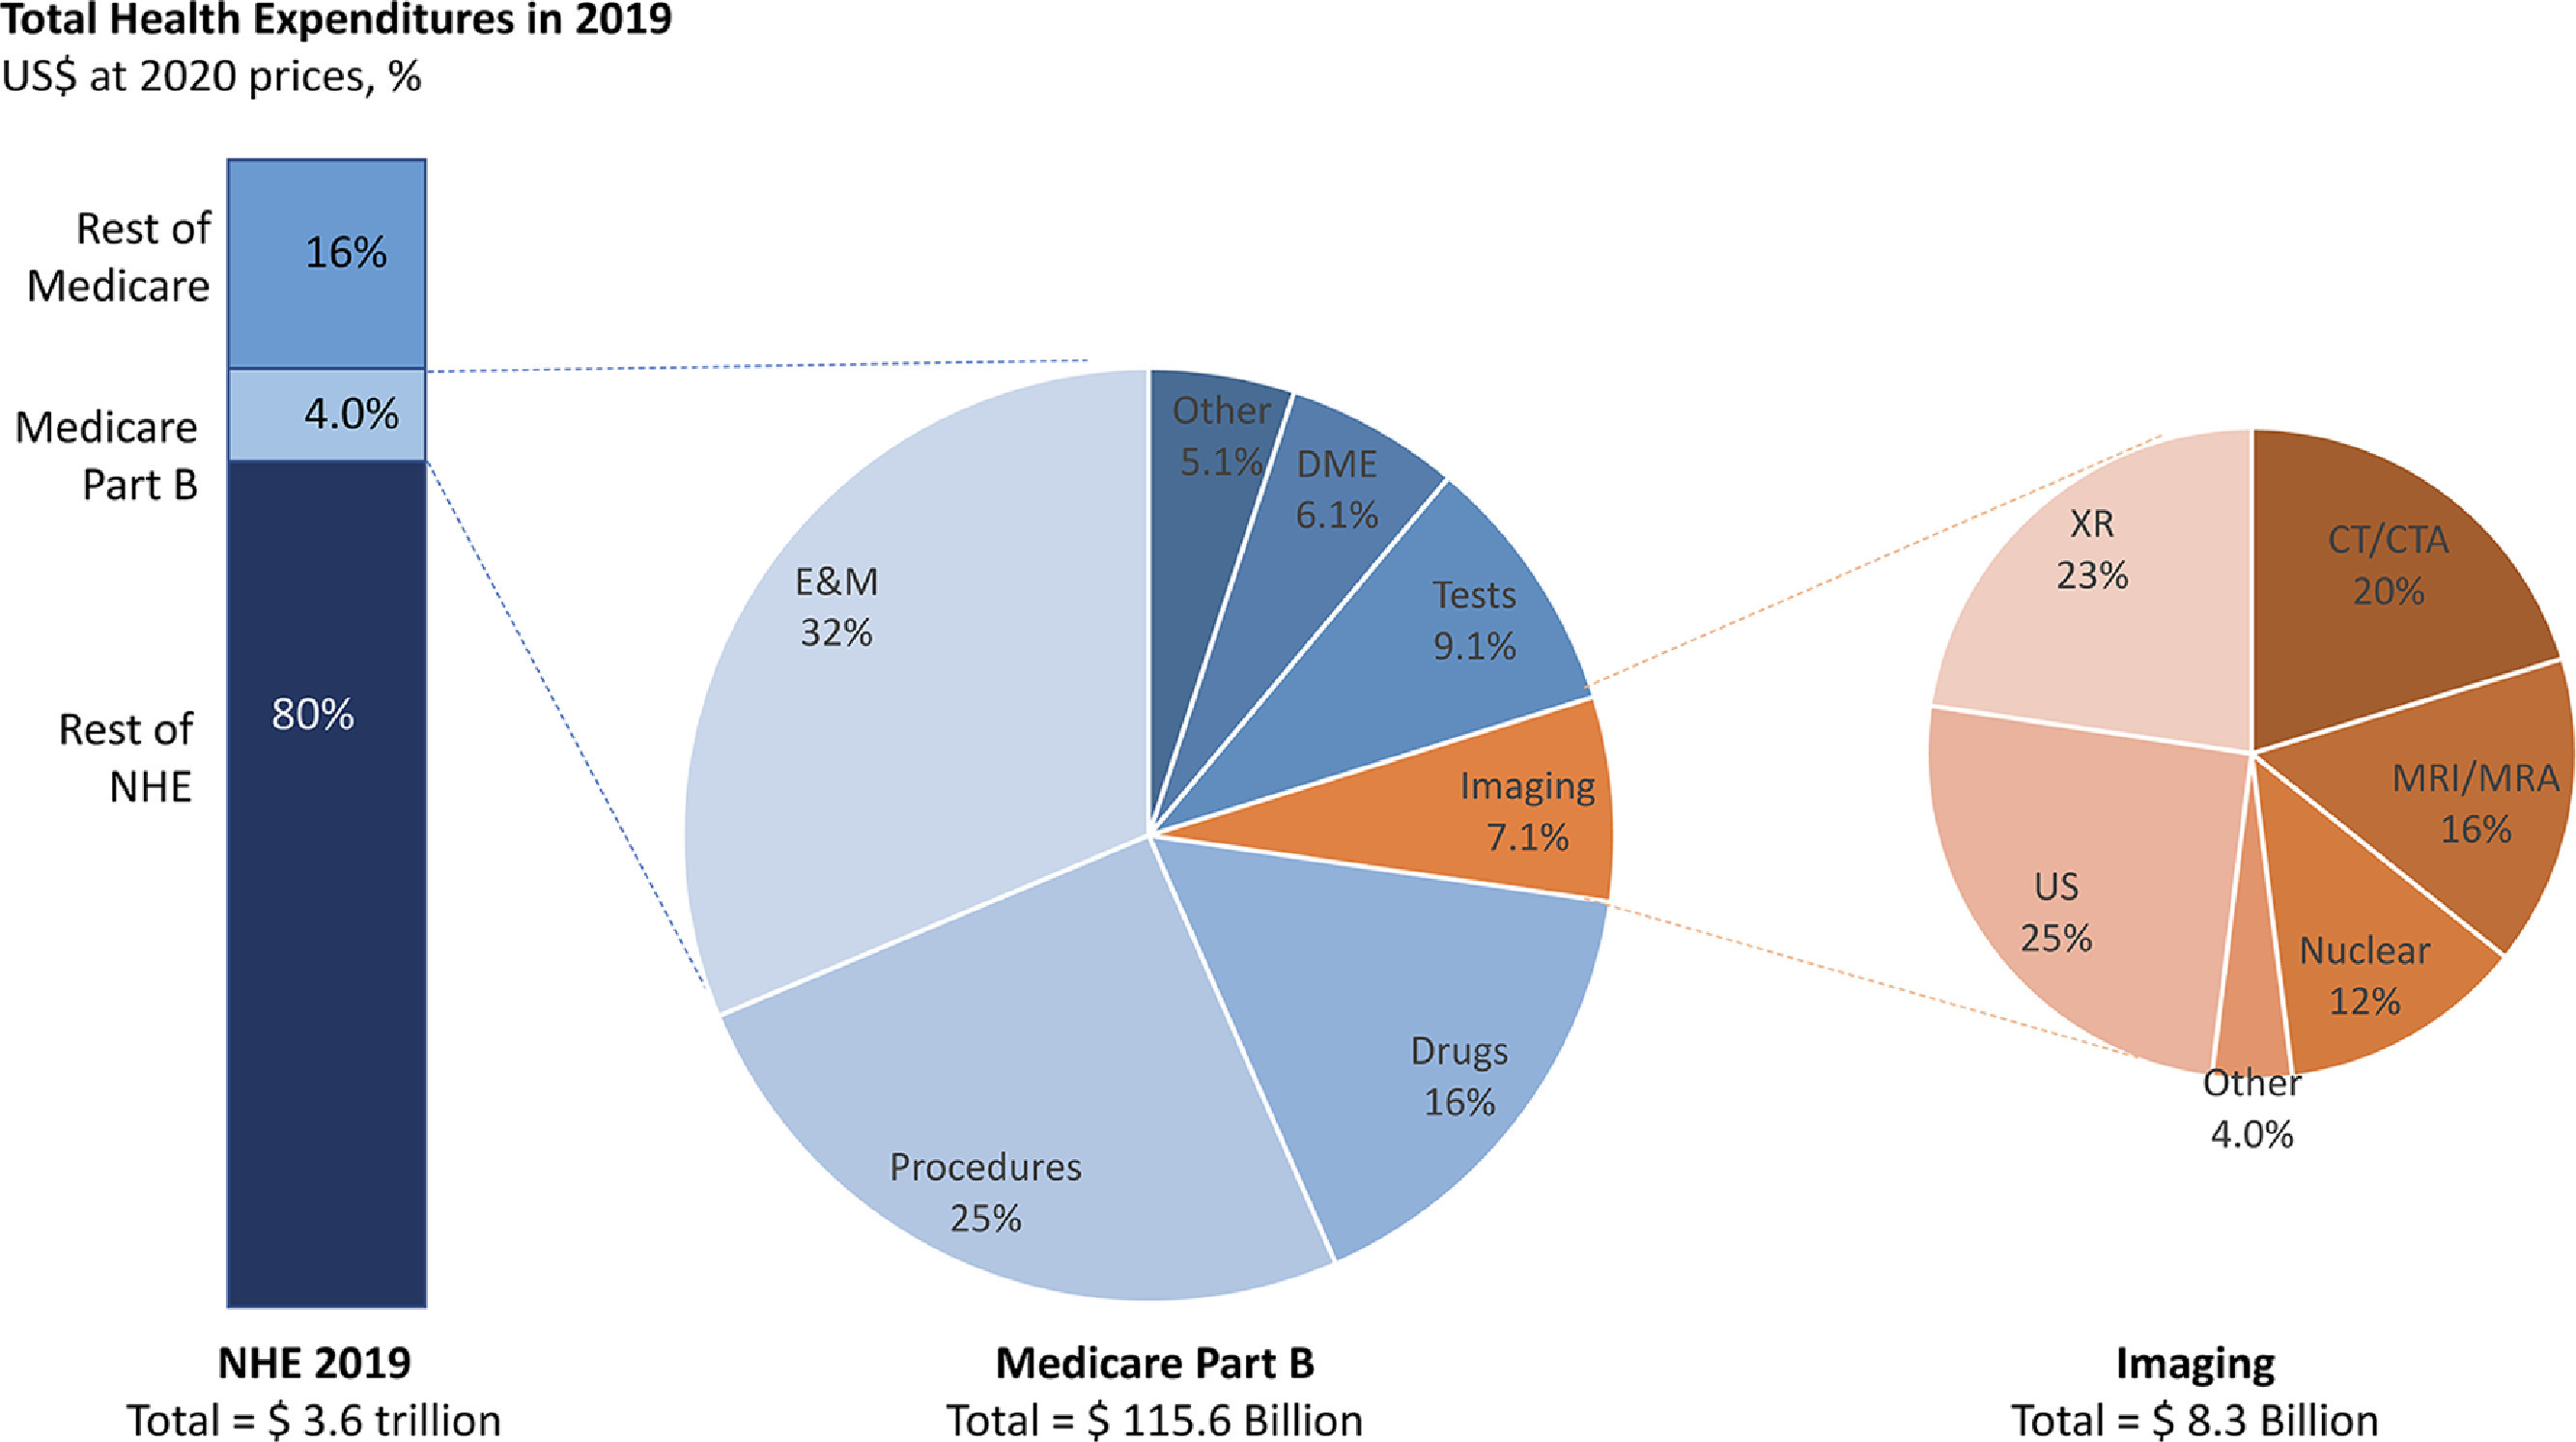 Total Health Expenditures in 2019
US$ at 2020 prices, %
Rest of
Medicare
16%
Medicare
Part B
4.0%
Rest of
NHE
80%
NHE 2019
Total = $ 3.6 trillion
Other
5.1%
DME
6.1%
Tests
9.1%
Imaging
7.1%
Drugs
16%
Procedures
25%
E&M
32%
Medicare Part B
Total = $ 115.6 Billion
CT/CTA
20%
MRI/MRA
16%
Nuclear
12%
Other
4.0%
US
25%
XR
23%
Imaging
Total = $ 8.3 Billion